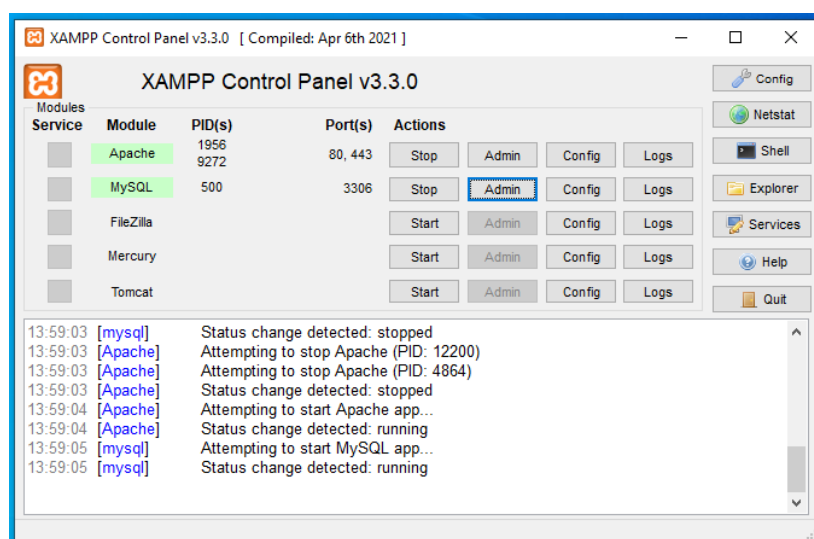 XAMPP Control Panel v3.3.0 [ Compiled: Apr 6th 2021 ]
XAMPP Control Panel v3.3.0
Config
Modules
Service Module PID(s) Port(s) Actions
Netstat
Apache 1956 9272 80, 443 Stop Admin Config Logs
Shell
MySQL 500 3306 Stop Admin Config Logs
Explorer
FileZilla Start Admin Config Logs
Services
Mercury Start Admin Config Logs
Help
Tomcat Start Admin Config Logs
Quit
13:59:03 [mysql] Status change detected: stopped
13:59:03 [Apache] Attempting to stop Apache (PID: 12200)
13:59:03 [Apache] Attempting to stop Apache (PID: 4864)
13:59:03 [Apache] Status change detected: stopped
13:59:04 [Apache] Attempting to start Apache app...
13:59:04 [Apache] Status change detected: running
13:59:05 [mysql] Attempting to start MySQL app...
13:59:05 [mysql] Status change detected: running